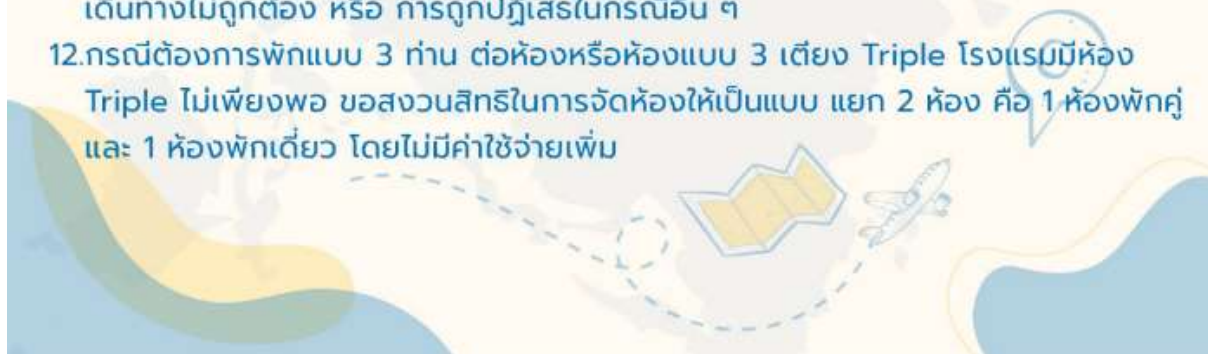 เดินทางไม่ถูกต้อง หรือ การถูกปฏิเสธในกรณีอื่น ๆ
12.กรณีต้องการพักแบบ 3 ท่าน ต่อห้องหรือห้องแบบ 3 เตียง Triple โรงแรมมีห้อง
Triple ไม่เพียงพอ ขอสงวนสิทธิในการจัดห้องให้เป็นแบบ แยก 2 ห้อง คือ 1 ห้องพักคู่
และ 1 ห้องพักเดี่ยว โดยไม่มีค่าใช้จ่ายเพิ่ม